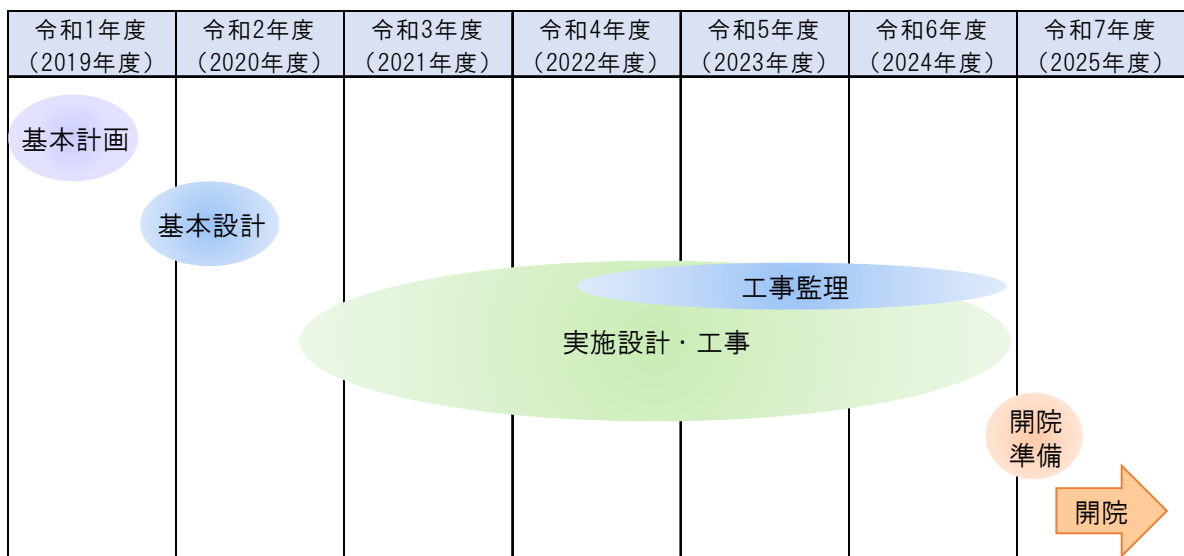 令和1年度
(2019年度)
令和2年度
(2020年度)
令和3年度
(2021年度)
令和4年度
(2022年度)
令和5年度
(2023年度)
令和6年度
(2024年度)
令和7年度
(2025年度)
基本計画
基本設計
工事監理
実施設計・工事
開院
準備
開院